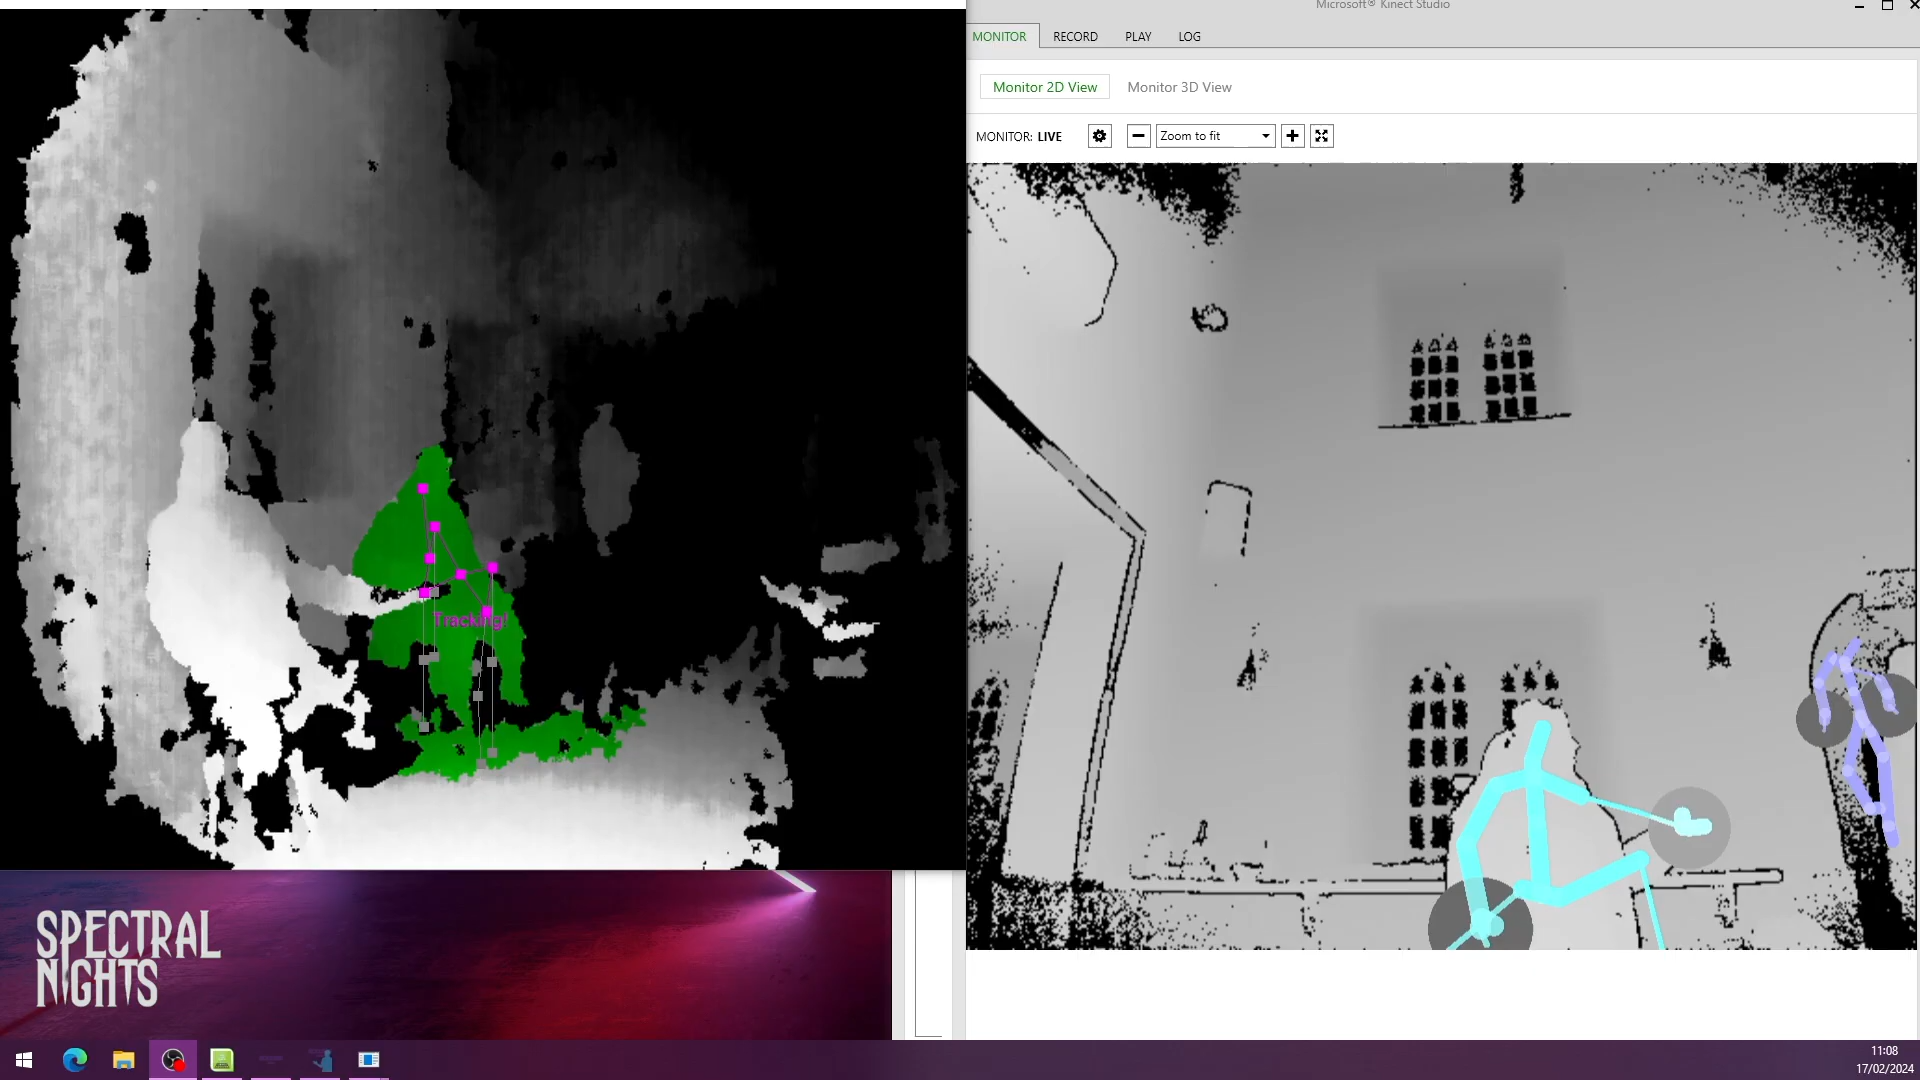 Microsoft® Kinect Studio
MONITOR RECORD PLAY LOG
Monitor 2D View Monitor 3D View
MONITOR: LIVE Zoom to fit
Tracking!
SPECTRAL
NIGHTS
11:08
17/02/2024